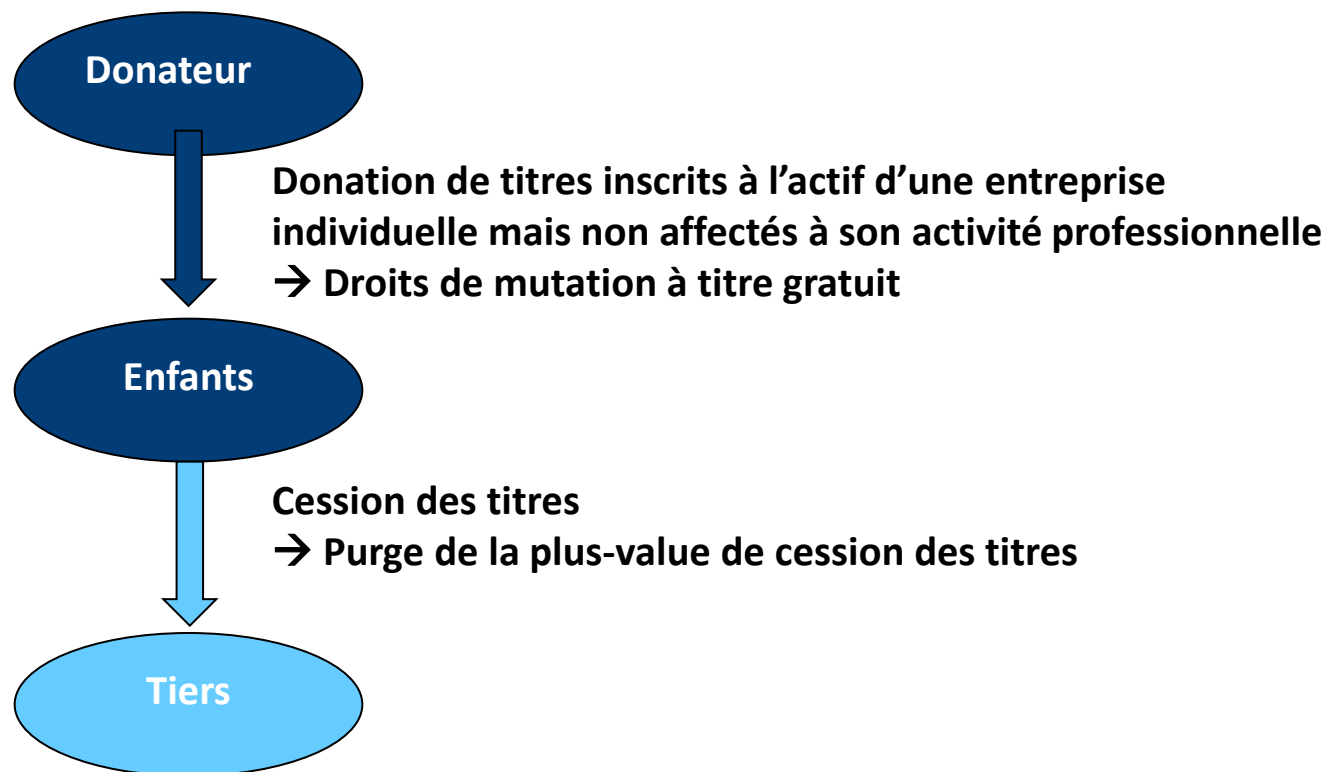 Donateur
Donation de titres inscrits à l’actif d’une entreprise
individuelle mais non affectés à son activité professionnelle
→ Droits de mutation à titre gratuit
Enfants
Cession des titres
→ Purge de la plus-value de cession des titres
Tiers